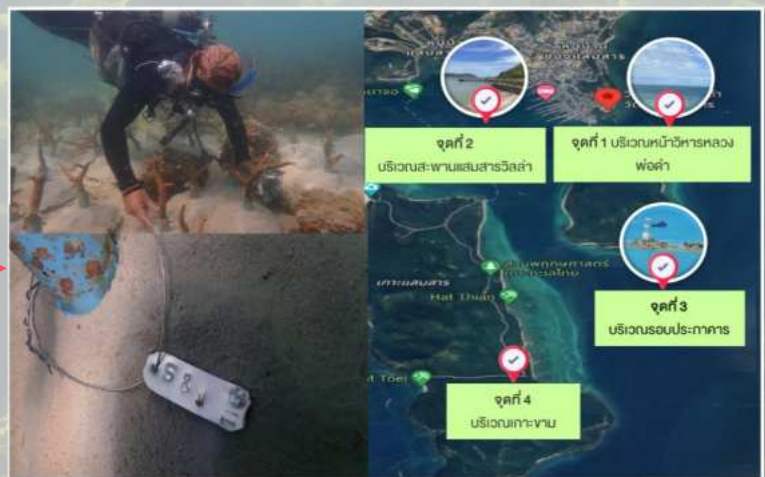 จุดที่ 2
บริเวณสะพานแสมสารวิลล่า
จุดที่ 1 บริเวณหน้าวิหารหลวง
พ่อดำ
เกาะแสมสาร
Hat Thian
จุดที่ 3
บริเวณรอบประภาคาร
จุดที่ 4
บริเวณเกาะขาม
S &